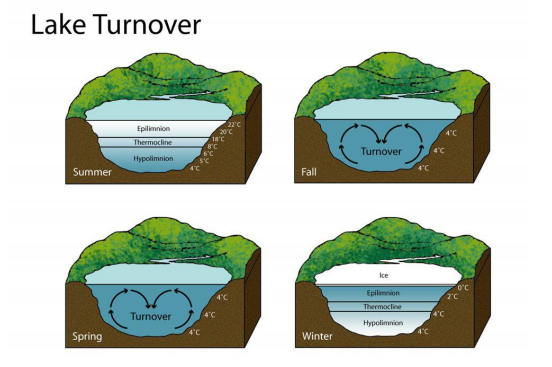 Lake Turnover
Epilimnion
Thermocline
Hypolimnion
22°C
20°C
18°C
8°C
6°C
5°C
4°C
Summer
Turnover
4°C
4°C
4°C
Fall
Turnover
4°C
4°C
4°C
Spring
Ice
Epilimnion
Thermocline
Hypolimnion
0°C
2°C
4°C
4°C
Winter